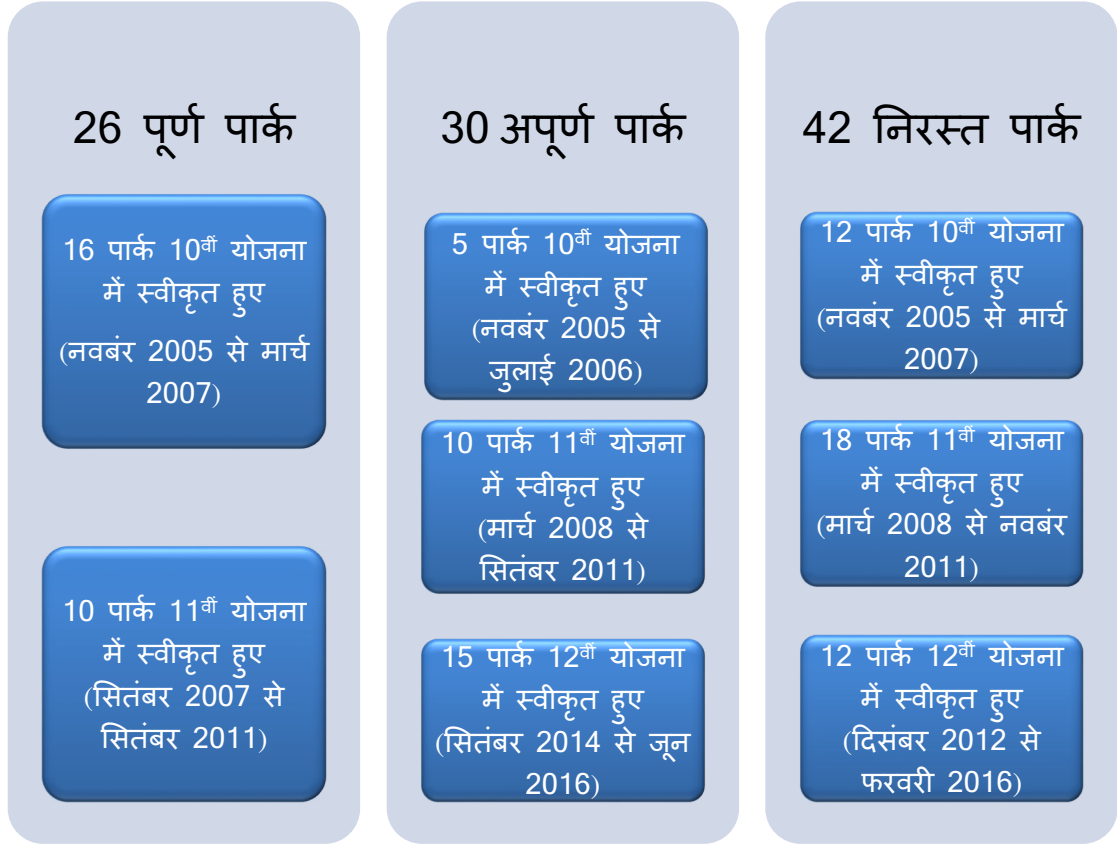 26 पूर्ण पार्क
16 पार्क 10वीं योजना
में स्वीकृत हुए
(नवबंर 2005 से मार्च
2007)
10 पार्क 11वीं योजना
में स्वीकृत हुए
(सितंबर 2007 से
सितंबर 2011)
30 अपूर्ण पार्क
5 पार्क 10वीं योजना
में स्वीकृत हुए
(नवबंर 2005 से
जुलाई 2006)
10 पार्क 11वीं योजना
में स्वीकृत हुए
(मार्च 2008 से
सितंबर 2011)
15 पार्क 12वीं योजना
में स्वीकृत हुए
(सितंबर 2014 से जून
2016)
42 निरस्त पार्क
12 पार्क 10वीं योजना
में स्वीकृत हुए
(नवबंर 2005 से मार्च
2007)
18 पार्क 11वीं योजना
में स्वीकृत हुए
(मार्च 2008 से नवबंर
2011)
12 पार्क 12वीं योजना
में स्वीकृत हुए
(दिसंबर 2012 से
फरवरी 2016)